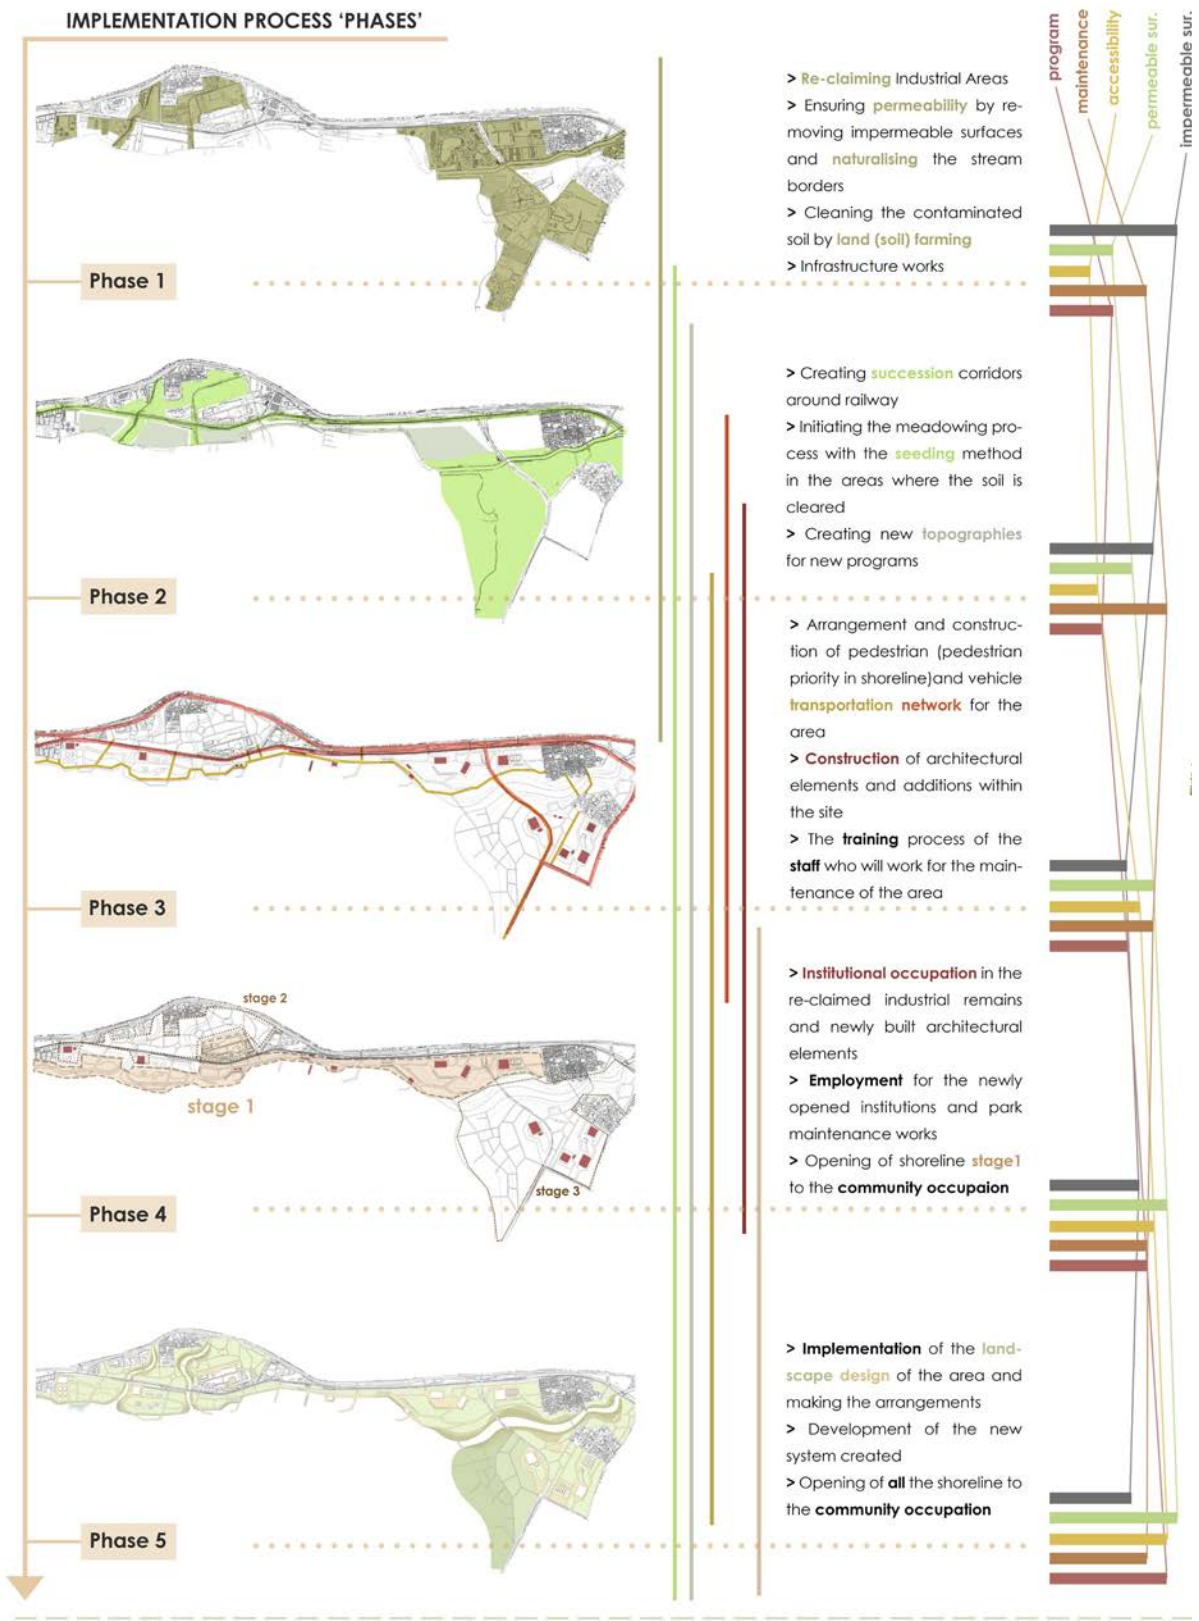 IMPLEMENTATION PROCESS ‘PHASES’
program
maintenance
accessibility
permeable sur.
impermeable sur.
> Re-claiming Industrial Areas
> Ensuring permeability by re-
moving impermeable surfaces
and naturalising the stream
borders
> Cleaning the contaminated
soil by land (soil) farming
> Infrastructure works
Phase 1
> Creating succession corridors
around railway
> Initiating the meadowing pro-
cess with the seeding method
in the areas where the soil is
cleared
> Creating new topographies
for new programs
Phase 2
> Arrangement and construc-
tion of pedestrian (pedestrian
priority in shoreline)and vehicle
transportation network for the
area
> Construction of architectural
elements and additions within
the site
> The training process of the
staff who will work for the main-
tenance of the area
Phase 3
stage 2
stage 1
stage 3
> Institutional occupation in the
re-claimed industrial remains
and newly built architectural
elements
> Employment for the newly
opened institutions and park
maintenance works
> Opening of shoreline stage1
to the community occupaion
Phase 4
> Implementation of the land-
scape design of the area and
making the arrangements
> Development of the new
system created
> Opening of all the shoreline to
the community occupation
Phase 5